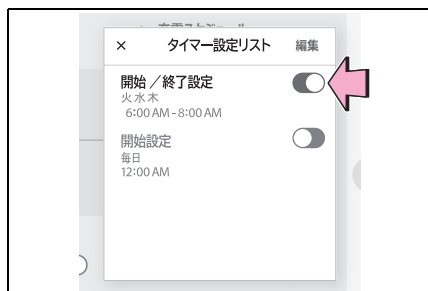 × タイマー設定リスト 編集
開始／終了設定
火水木
6:00 AM - 8:00 AM
開始設定
毎日
12:00 AM